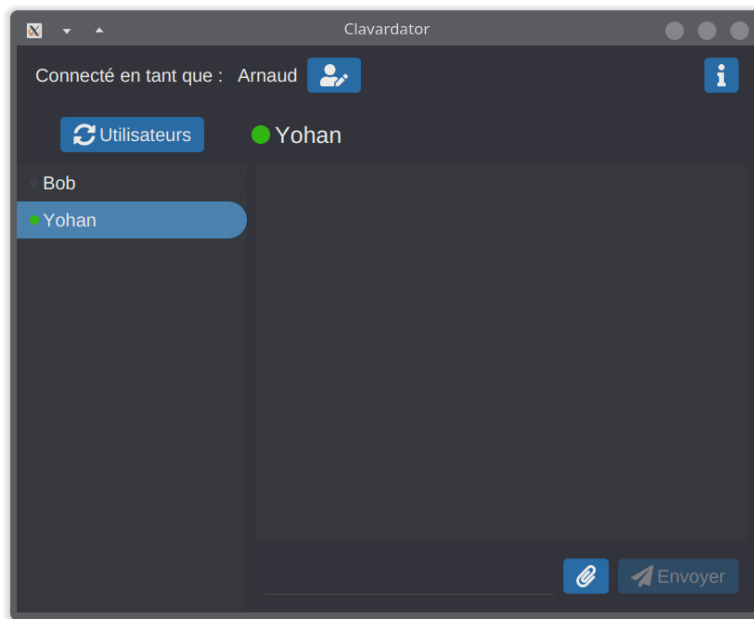 Clavardator
Connecté en tant que : Arnaud
Utilisateurs
Yohan
Bob
Yohan
Envoyer